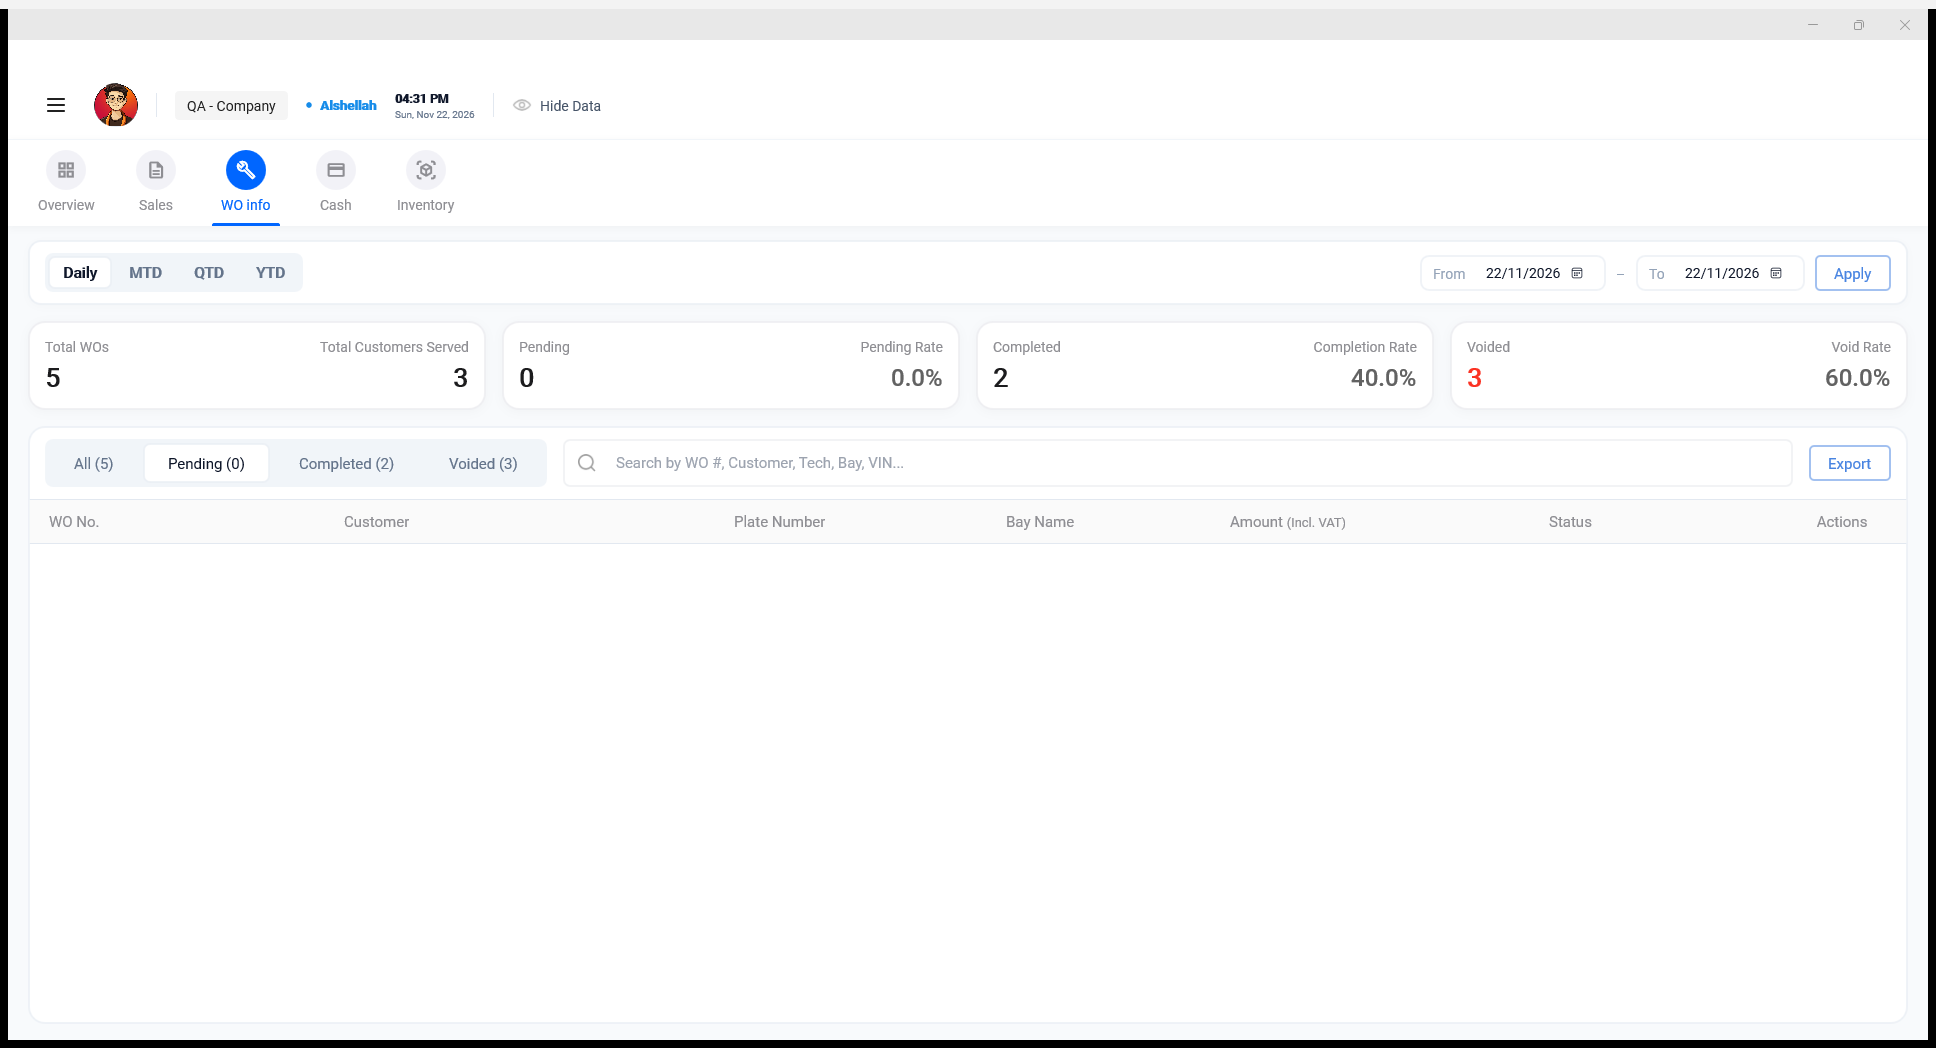 QA - Company
• Alshellah
04:31 PM
Sun, Nov 22, 2026
Hide Data
Overview
Sales
WO info
Cash
Inventory
Daily
MTD
QTD
YTD
From 22/11/2026
–
To 22/11/2026
Apply
Total WOs
5
Total Customers Served
3
Pending
0
Pending Rate
0.0%
Completed
2
Completion Rate
40.0%
Voided
3
Void Rate
60.0%
All (5)
Pending (0)
Completed (2)
Voided (3)
Search by WO #, Customer, Tech, Bay, VIN...
Export
WO No.
Customer
Plate Number
Bay Name
Amount (Incl. VAT)
Status
Actions